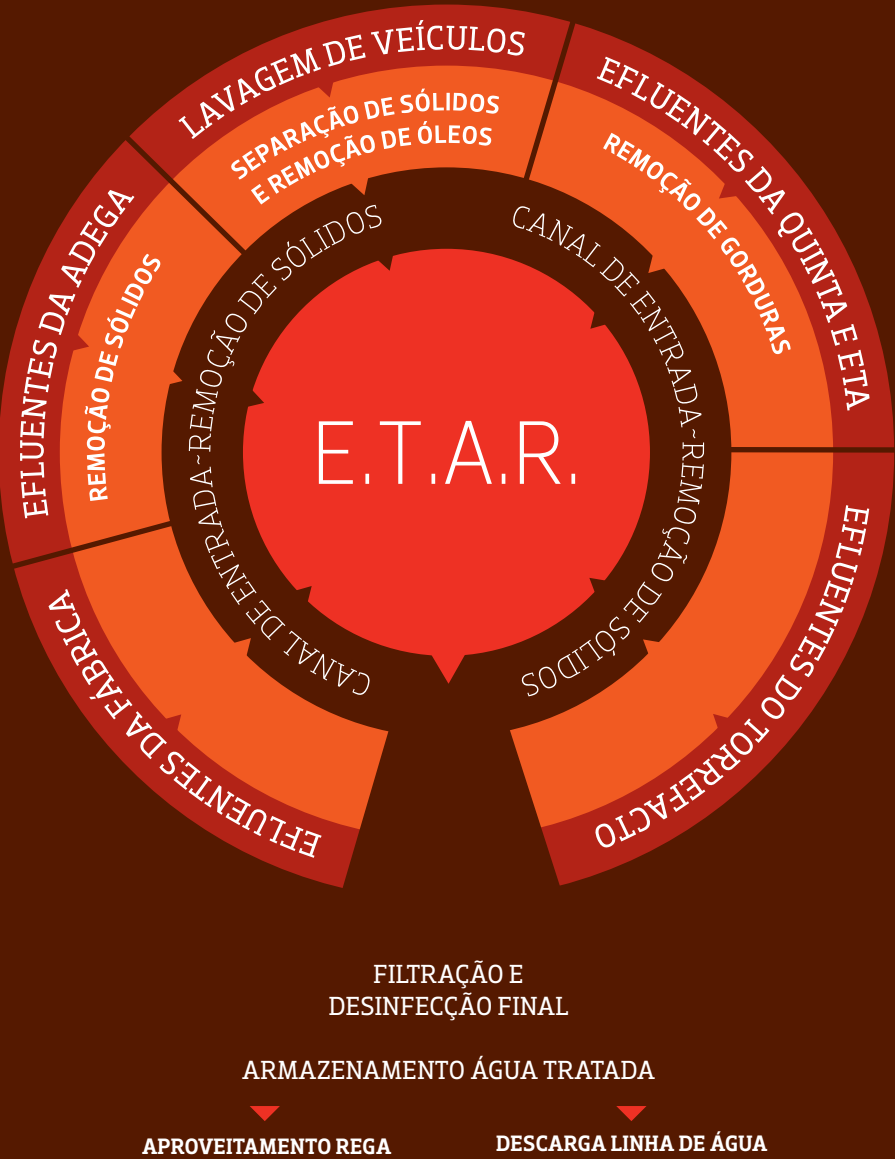 LAVAGEM DE VEÍCULOS
SEPARAÇÃO DE SÓLIDOS
E REMOÇÃO DE ÓLEOS
EFLUENTES DA QUINTA E ETA
REMOÇÃO DE GORDURAS
EFLUENTES DA ADEGA
REMOÇÃO DE SÓLIDOS
CANAL DE ENTRADA~REMOÇÃO DE SÓLIDOS
CANAL DE ENTRADA~REMOÇÃO DE SÓLIDOS
E.T.A.R.
EFLUENTES DA FÁBRICA
EFLUENTES DO TORREFACTO
FILTRAÇÃO E
DESINFECÇÃO FINAL
ARMAZENAMENTO ÁGUA TRATADA
APROVEITAMENTO REGA
DESCARGA LINHA DE ÁGUA